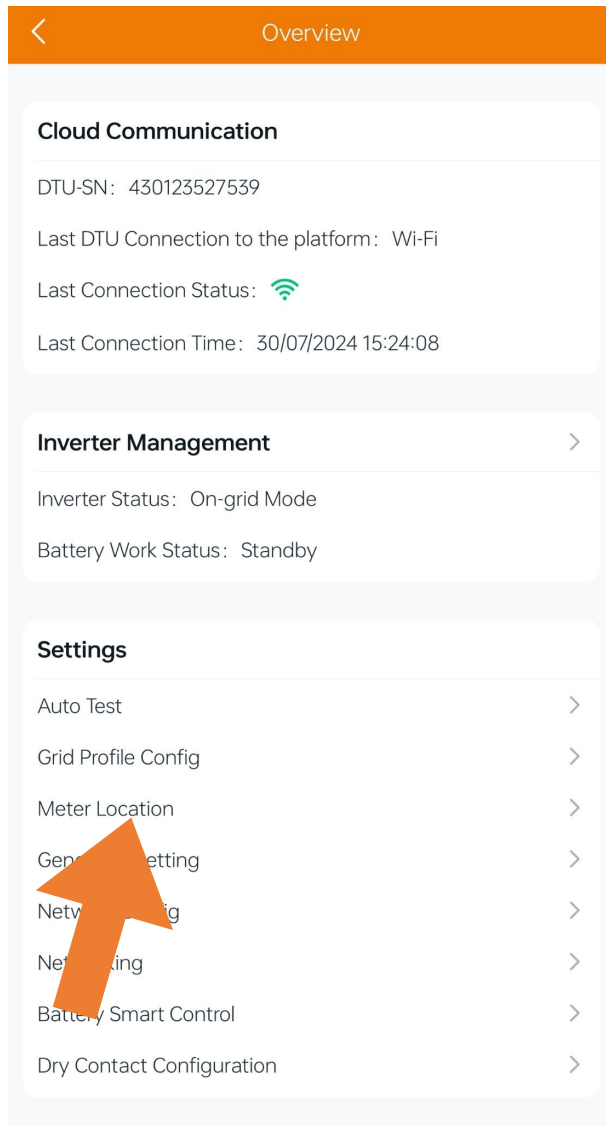 Overview
Cloud Communication
DTU-SN: 430123527539
Last DTU Connection to the platform: Wi-Fi
Last Connection Status:
Last Connection Time: 30/07/2024 15:24:08
Inverter Management
Inverter Status: On-grid Mode
Battery Work Status: Standby
Settings
Auto Test
Grid Profile Config
Meter Location
Battery Smart Control
Dry Contact Configuration